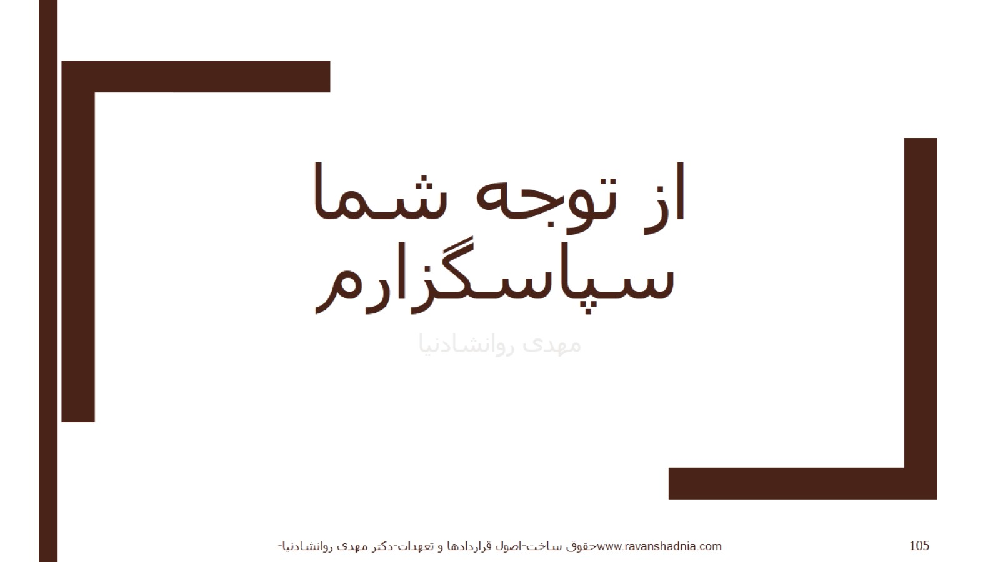 از توجه شما
سپاسگزارم
مهدی روانشادنیا
حقوق ساخت-اصول قراردادها و تعهدات-دکتر مهدی روانشادنیا-www.ravanshadnia.com
105